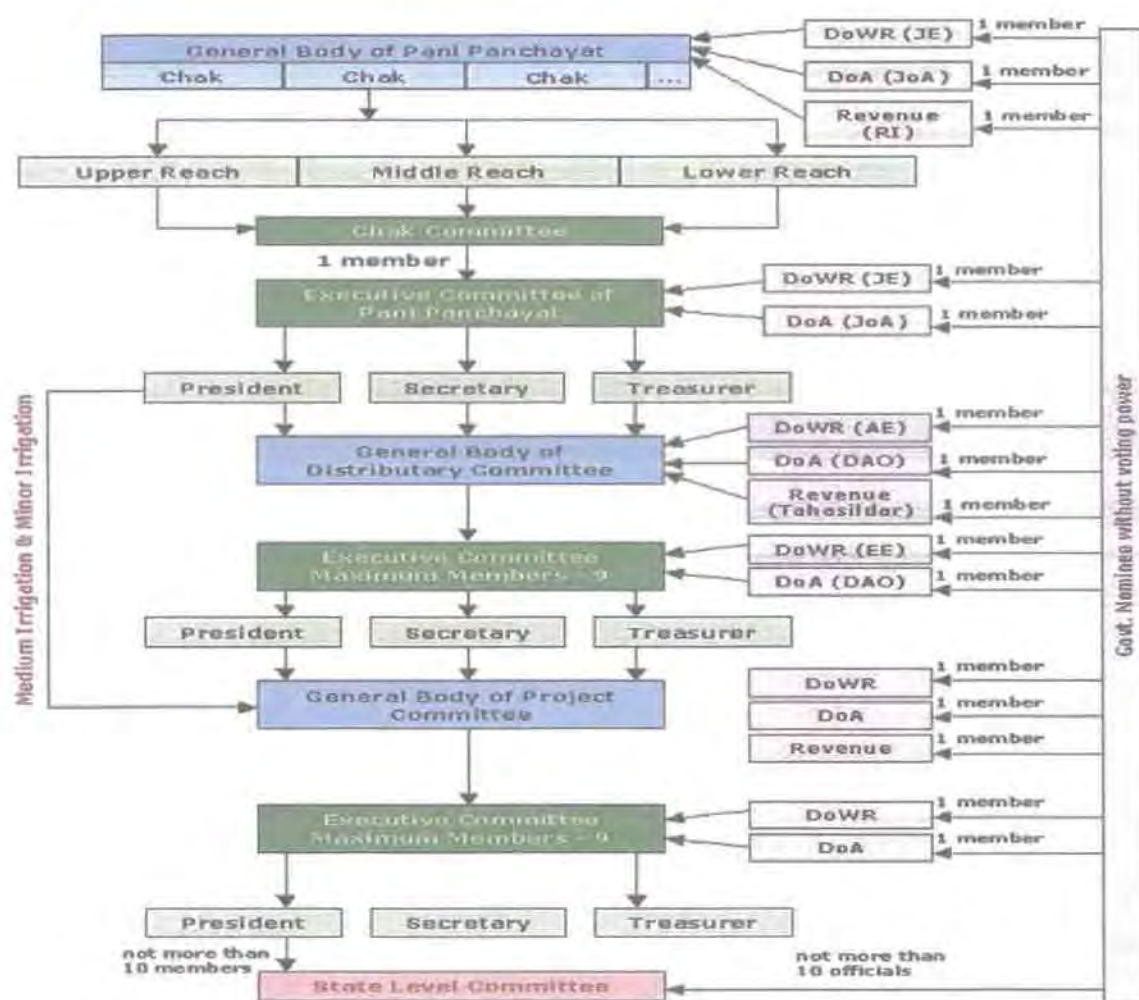 1 member
General Body of Pani Panchayat
DoWR (JE)
Chak
Chak
Chak
...
DoA (JoA)
1 member
Revenue
(RI)
1 member
Upper Reach
Middle Reach
Lower Reach
Chak Committee
1 member
Executive Committee of
Pani Panchayat
DoWR (JE)
1 member
DoA (JoA)
1 member
President
Secretary
Treasurer
General Body of
Distributary Committee
DoWR (AE)
1 member
DoA (DAO)
1 member
Revenue
(Tahasildar)
1 member
Executive Committee
Maximum Members - 9
DoWR (EE)
1 member
DoA (DAO)
1 member
President
Secretary
Treasurer
General Body of Project
Committee
DoWR
1 member
DoA
1 member
Revenue
1 member
Executive Committee
Maximum Members - 9
DoWR
1 member
DoA
1 member
President
Secretary
Treasurer
not more than
10 members
not more than
10 officials
State Level Committee
Medium Irrigation & Minor Irrigation
Govt. Nominee without voting power